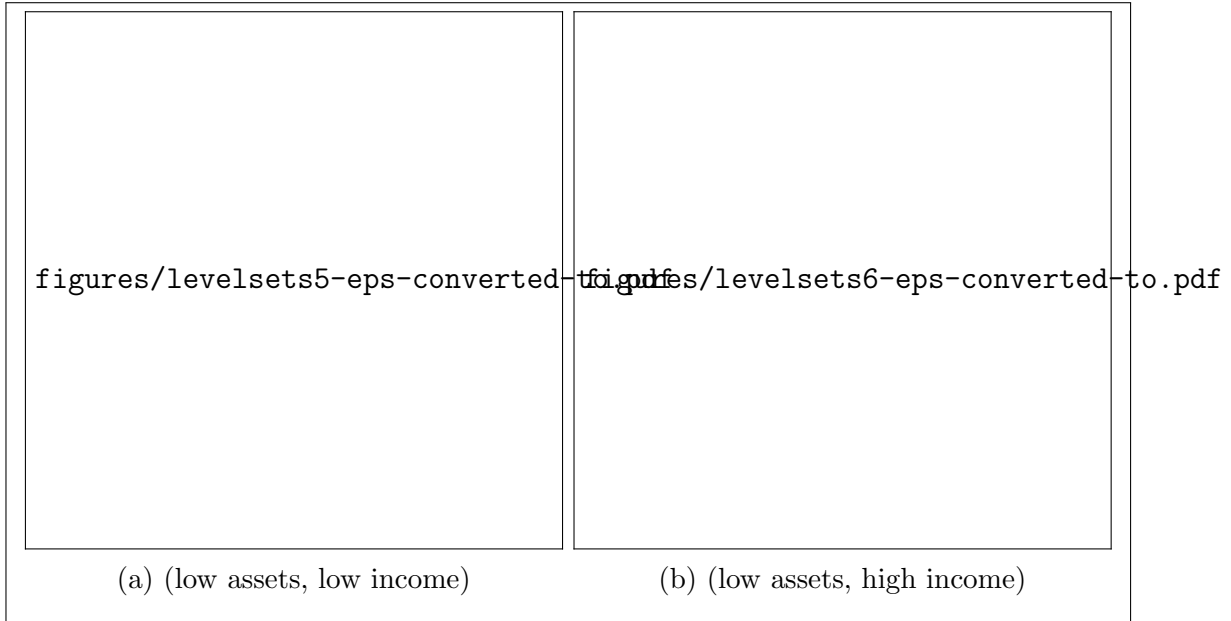 figures/levelsets5-eps-converted-to.pdf
figures/levelsets6-eps-converted-to.pdf
(a) (low assets, low income)
(b) (low assets, high income)